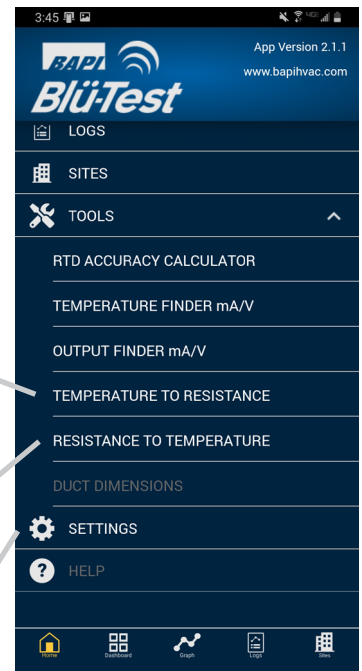 3:45
BAPI
App Version 2.1.1
www.bapihvac.com
Blü-Test
LOGS
SITES
TOOLS
RTD ACCURACY CALCULATOR
TEMPERATURE FINDER mA/V
OUTPUT FINDER mA/V
TEMPERATURE TO RESISTANCE
RESISTANCE TO TEMPERATURE
DUCT DIMENSIONS
SETTINGS
HELP
Home Dashboard Graph Logs Sites